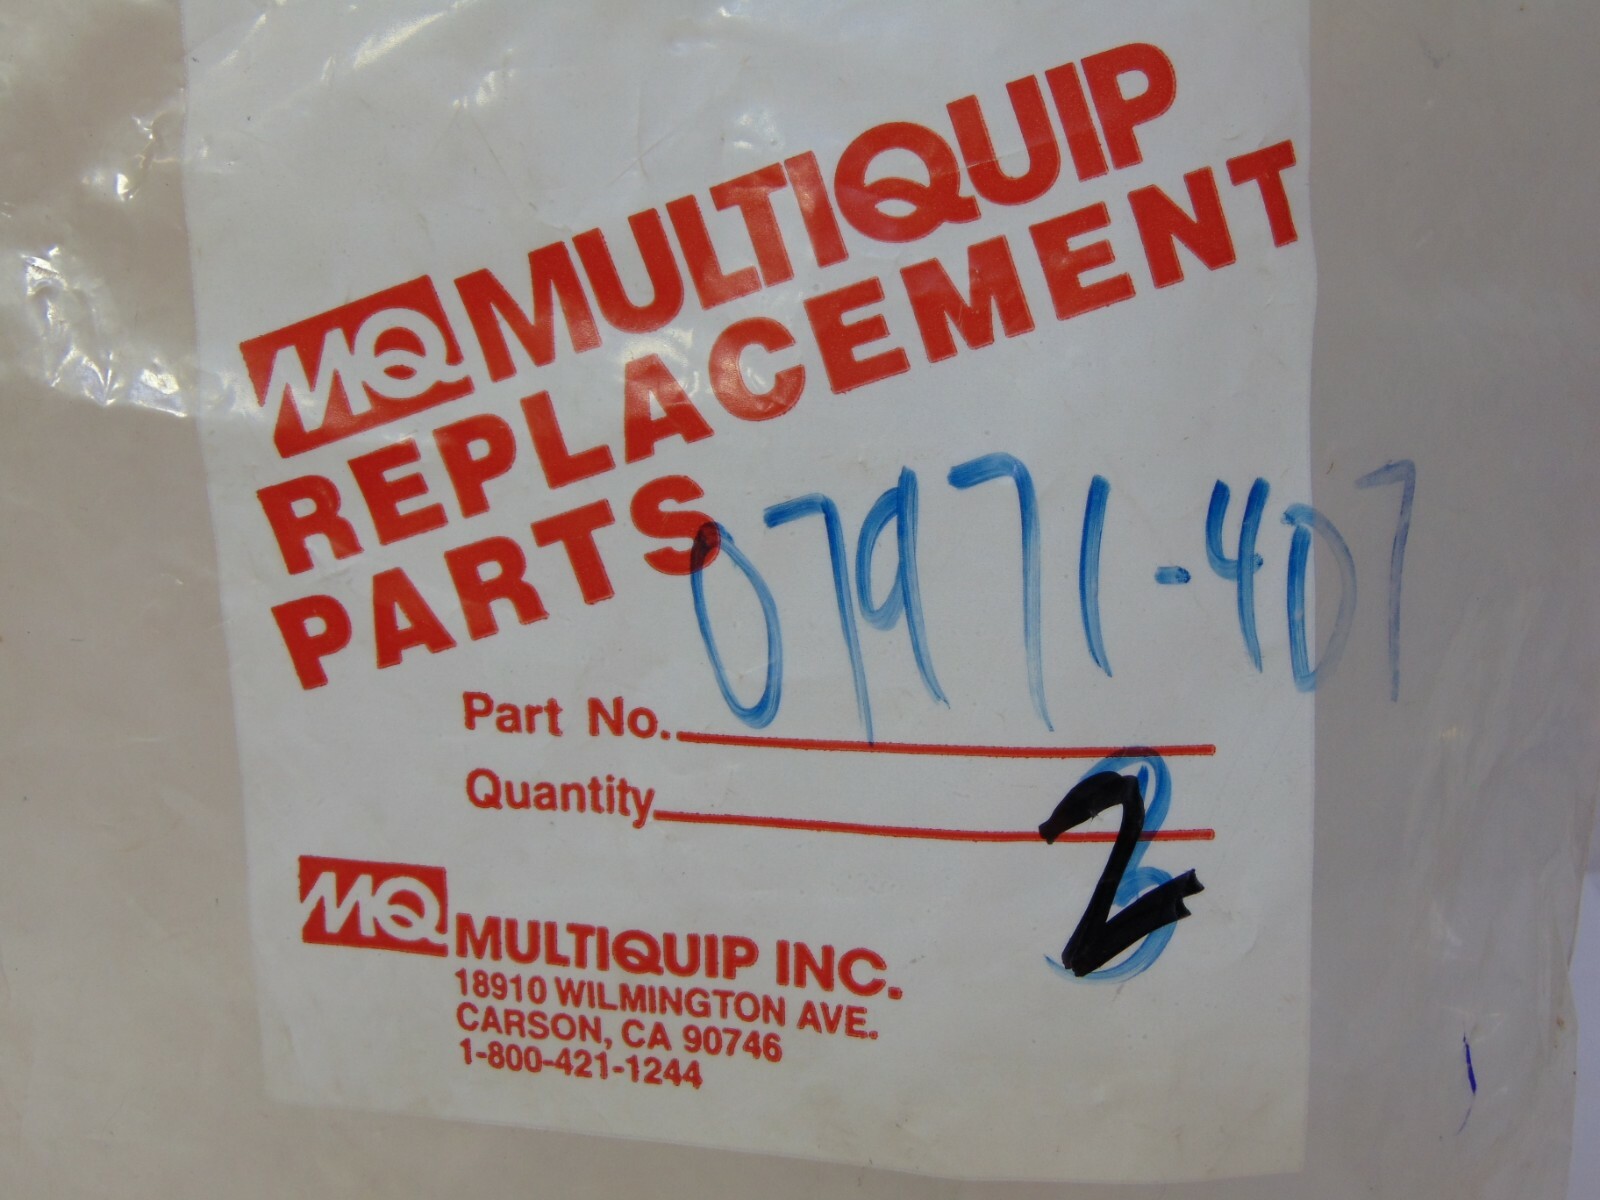 MQ MULTIQUIP
REPLACEMENT
PARTS
Part No. 07971-407
Quantity 2
MQ MULTIQUIP INC.
18910 WILMINGTON AVE.
CARSON, CA 90746
1-800-421-1244